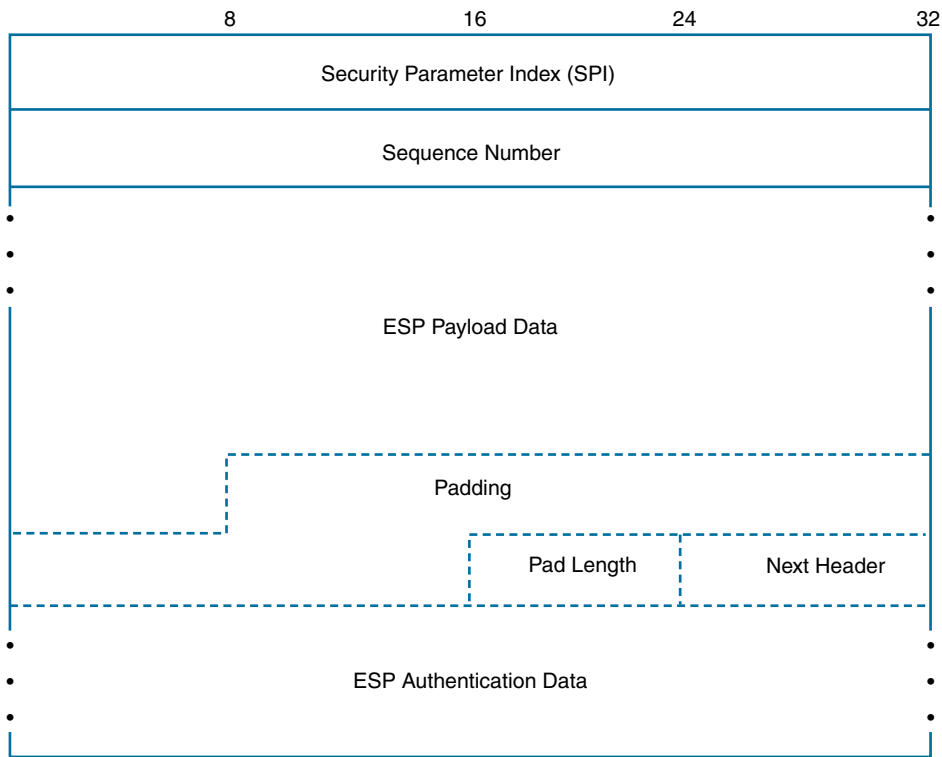 8 16 24 32
Security Parameter Index (SPI)
Sequence Number
ESP Payload Data
Padding
Pad Length Next Header
ESP Authentication Data